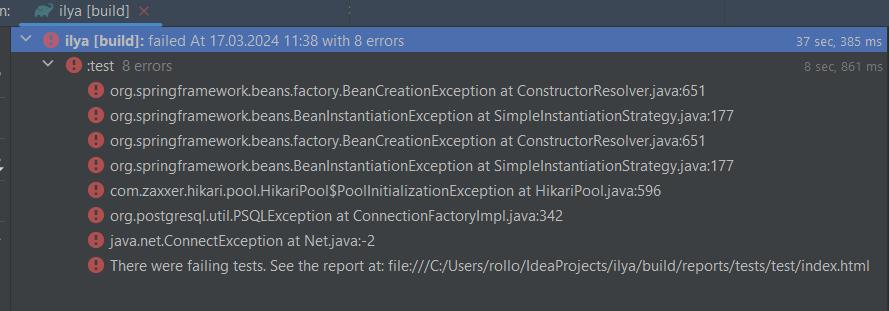 n: ilya [build]
ilya [build]: failed At 17.03.2024 11:38 with 8 errors 37 sec, 385 ms
:test 8 errors 8 sec, 861 ms
org.springframework.beans.factory.BeanCreationException at ConstructorResolver.java:651
org.springframework.beans.BeanInstantiationException at SimpleInstantiationStrategy.java:177
org.springframework.beans.factory.BeanCreationException at ConstructorResolver.java:651
org.springframework.beans.BeanInstantiationException at SimpleInstantiationStrategy.java:177
com.zaxxer.hikari.pool.HikariPool$PoolInitializationException at HikariPool.java:596
org.postgresql.util.PSQLException at ConnectionFactoryImpl.java:342
java.net.ConnectException at Net.java:-2
There were failing tests. See the report at: file:///C:/Users/rollo/IdeaProjects/ilya/build/reports/tests/test/index.html